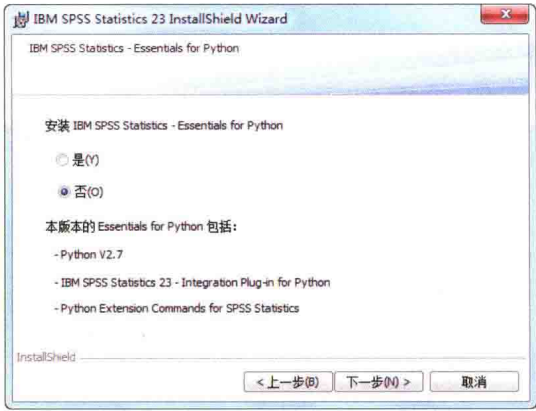 IBM SPSS Statistics 23 InstallShield Wizard
IBM SPSS Statistics - Essentials for Python
安装 IBM SPSS Statistics - Essentials for Python
是(Y)
否(O)
本版本的 Essentials for Python 包括：
- Python V2.7
- IBM SPSS Statistics 23 - Integration Plug-in for Python
- Python Extension Commands for SPSS Statistics
InstallShield
< 上一步(B) 下一步(N) > 取消